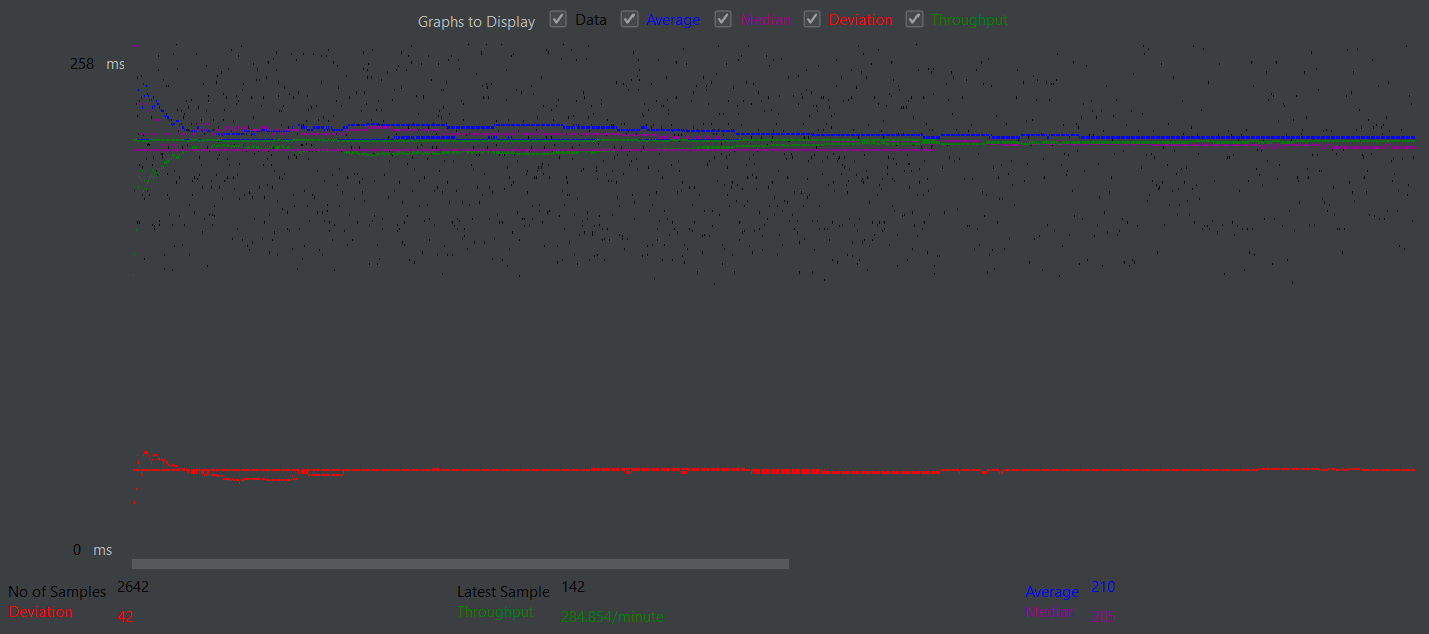 Graphs to Display Data Average Median Deviation Throughput
258 ms
0 ms
No of Samples 2642 Latest Sample 142 Average 210
Deviation 42 Throughput 284.854/minute Median